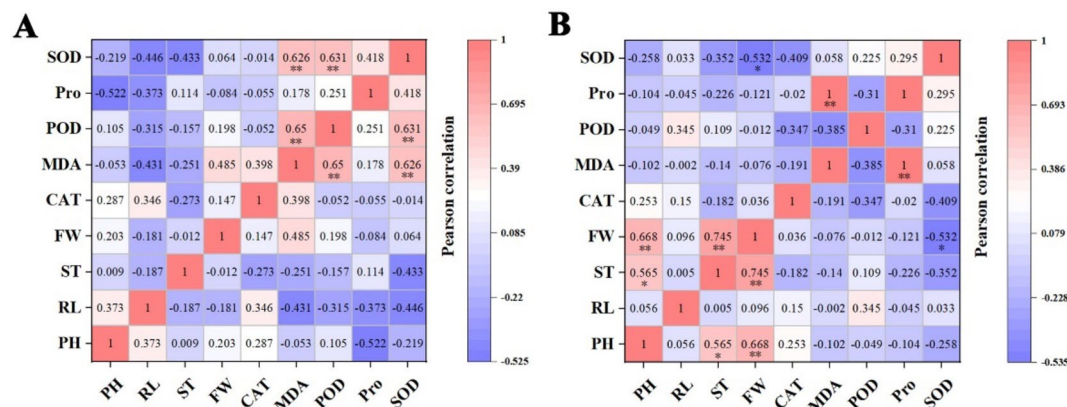 A
SOD -0.219 -0.446 -0.433 0.064 -0.014 0.626 0.631 0.418 1
** **
Pro -0.522 -0.373 0.114 -0.084 -0.055 0.178 0.251 1 0.418
POD 0.105 -0.315 -0.157 0.198 -0.052 0.65 1 0.251 0.631
** **
MDA -0.053 -0.431 -0.251 0.485 0.398 1 0.65 0.178 0.626
** **
CAT 0.287 0.346 -0.273 0.147 1 0.398 -0.052 -0.055 -0.014
FW 0.203 -0.181 -0.012 1 0.147 0.485 0.198 -0.084 0.064
ST 0.009 -0.187 1 -0.012 -0.273 -0.251 -0.157 0.114 -0.433
RL 0.373 1 -0.187 -0.181 0.346 -0.431 -0.315 -0.373 -0.446
PH 1 0.373 0.009 0.203 0.287 -0.053 0.105 -0.522 -0.219
PH RL ST FW CAT MDA POD Pro SOD
Pearson correlation
1
0.695
0.39
0.085
-0.22
-0.525
B
SOD -0.258 0.033 -0.352 -0.532 -0.409 0.058 0.225 0.295 1
*
Pro -0.104 -0.045 -0.226 -0.121 -0.02 1 -0.31 1 0.295
**
POD -0.049 0.345 0.109 -0.012 -0.347 -0.385 1 -0.31 0.225
MDA -0.102 -0.002 -0.14 -0.076 -0.191 1 -0.385 1 0.058
**
CAT 0.253 0.15 -0.182 0.036 1 -0.191 -0.347 -0.02 -0.409
FW 0.668 0.096 0.745 1 0.036 -0.076 -0.012 -0.121 -0.532
** ** *
ST 0.565 0.005 1 0.745 -0.182 -0.14 0.109 -0.226 -0.352
* **
RL 0.056 1 0.005 0.096 0.15 -0.002 0.345 -0.045 0.033
PH 1 0.056 0.565 0.668 0.253 -0.102 -0.049 -0.104 -0.258
* **
PH RL ST FW CAT MDA POD Pro SOD
Pearson correlation
1
0.693
0.386
0.079
-0.228
-0.535